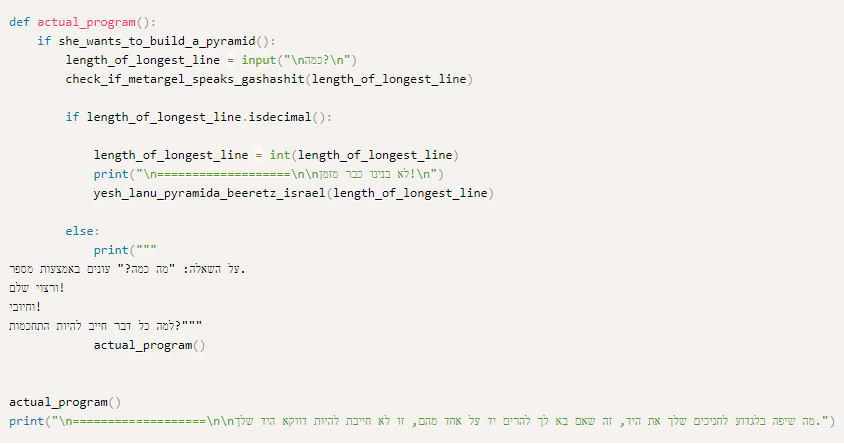 def actual_program():
    if she_wants_to_build_a_pyramid():
        length_of_longest_line = input("\nכמה?\n")
        check_if_metargel_speaks_gashashit(length_of_longest_line)
        if length_of_longest_line.isdecimal():
            length_of_longest_line = int(length_of_longest_line)
            print("\n===================\n\nלא בנינו כבר מזמן!\n")
            yesh_lanu_pyramida_beeretz_israel(length_of_longest_line)
        else:
            print("""
על השאלה: "מה כמה?" עונים באמצעות מספר.
ורצוי שלם!
וחיובי!
למה כל דבר חייב להיות התחכמות?"""
            actual_program()
actual_program()
print("\n===================\n\nמה שיפה בלגדוע לחניכים שלך את היד, זה שאם בא לך להרים יד על אחד מהם, זו לא חייבת להיות דווקא היד שלך.")